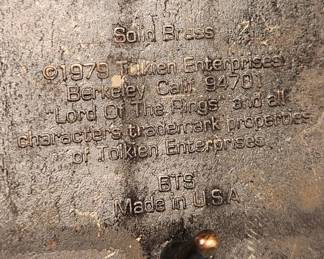 Solid Brass
©1979 Tolkien Enterprises
Berkeley Calif 94701
"Lord Of The Rings" and all
characters trademark properties
of Tolkien Enterprises
BTS
Made in U.S.A